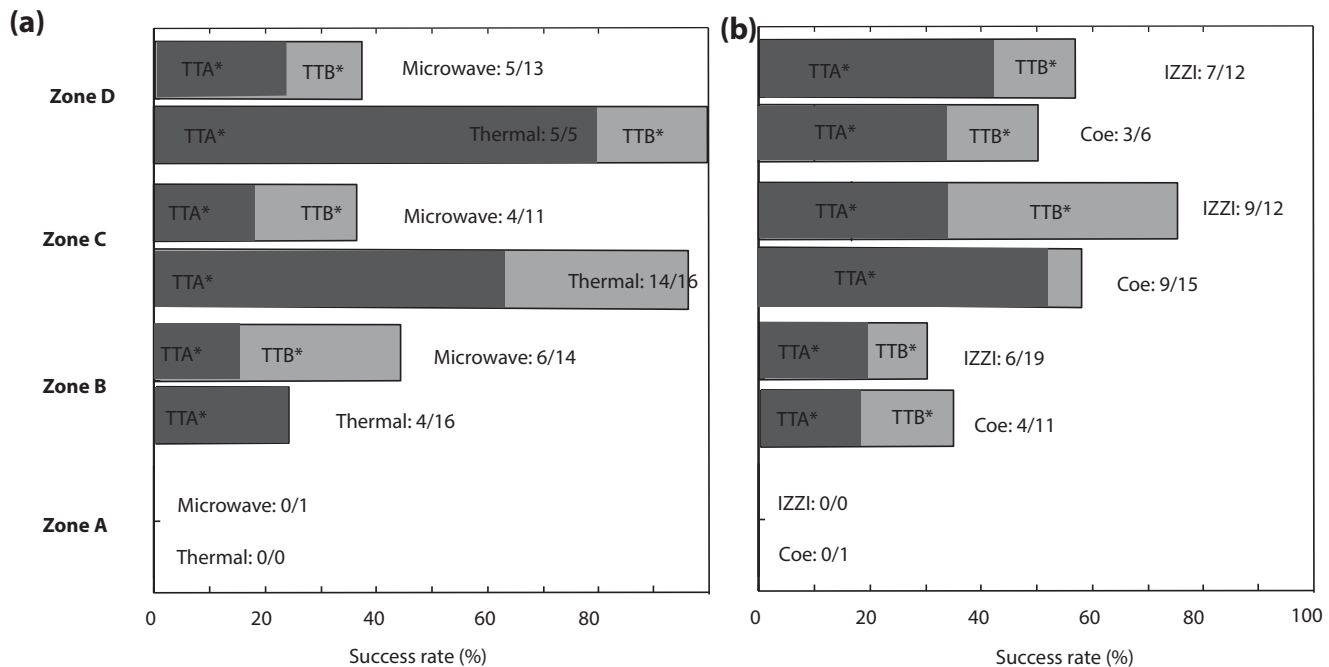 (a)
Zone D
TTA* TTB* Microwave: 5/13
TTA* Thermal: 5/5 TTB*
Zone C
TTA* TTB* Microwave: 4/11
TTA* Thermal: 14/16
Zone B
TTA* TTB* Microwave: 6/14
TTA* Thermal: 4/16
Zone A
Microwave: 0/1
Thermal: 0/0
0 20 40 60 80
Success rate (%)
(b)
TTA* TTB* IZZI: 7/12
TTA* TTB* Coe: 3/6
TTA* TTB* IZZI: 9/12
TTA* Coe: 9/15
TTA* TTB* IZZI: 6/19
TTA* TTB* Coe: 4/11
IZZI: 0/0
Coe: 0/1
0 20 40 60 80 100
Success rate (%)